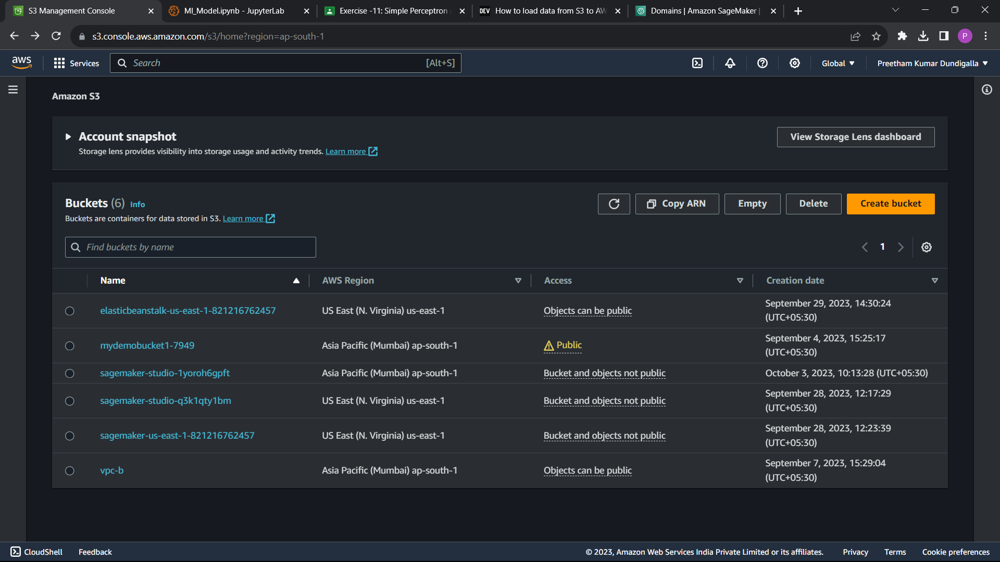 S3 Management Console
MI_Model.ipynb - JupyterLab
Exercise -11: Simple Perceptron
DEV How to load data from S3 to AW
Domains | Amazon SageMaker |
s3.console.aws.amazon.com/s3/home?region=ap-south-1
P
aws
Services
Search
[Alt+S]
Global
Preetham Kumar Dundigalla
Amazon S3
Account snapshot
View Storage Lens dashboard
Storage lens provides visibility into storage usage and activity trends. Learn more
Buckets (6) Info
Copy ARN
Empty
Delete
Create bucket
Buckets are containers for data stored in S3. Learn more
Find buckets by name
1
Name AWS Region Access Creation date
elasticbeanstalk-us-east-1-821216762457 US East (N. Virginia) us-east-1 Objects can be public September 29, 2023, 14:30:24
(UTC+05:30)
mydemobucket1-7949 Asia Pacific (Mumbai) ap-south-1 Public September 4, 2023, 15:25:17
(UTC+05:30)
sagemaker-studio-1yoroh6gpft Asia Pacific (Mumbai) ap-south-1 Bucket and objects not public October 3, 2023, 10:13:28 (UTC+05:30)
sagemaker-studio-q3k1qty1bm US East (N. Virginia) us-east-1 Bucket and objects not public September 28, 2023, 12:17:29
(UTC+05:30)
sagemaker-us-east-1-821216762457 US East (N. Virginia) us-east-1 Bucket and objects not public September 28, 2023, 12:23:39
(UTC+05:30)
vpc-b Asia Pacific (Mumbai) ap-south-1 Objects can be public September 7, 2023, 15:29:04
(UTC+05:30)
CloudShell
Feedback
© 2023, Amazon Web Services India Private Limited or its affiliates.
Privacy
Terms
Cookie preferences